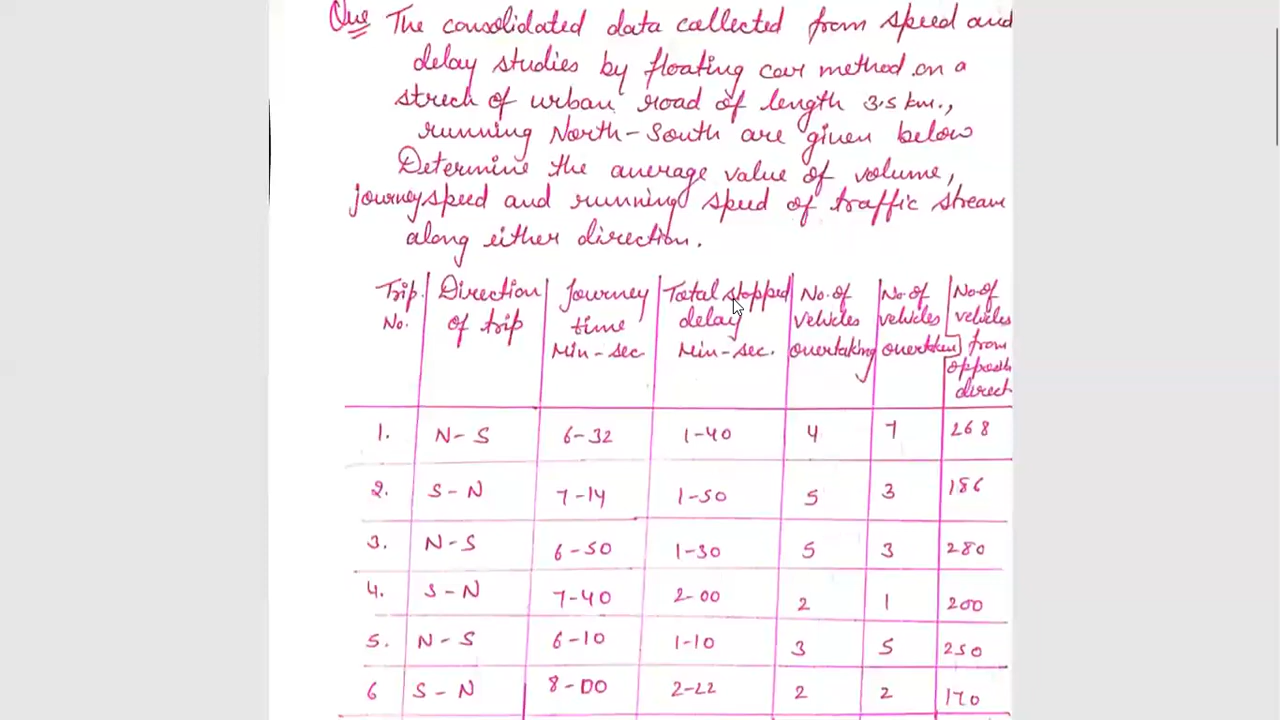 Que The consolidated data collected from speed and
delay studies by floating car method on a
strech of urban road of length 3.5 km.,
running North-South are given below
Determine the average value of volume,
journey speed and running speed of traffic stream
along either direction.
Trip No. Direction of trip Journey time Min-sec Total stopped delay Min-sec. No. of vehicles overtaking No. of vehicles No. of vehicles from direct
1. N-S 6-32 1-40 4 7 268
2. S-N 7-14 1-50 5 3 186
3. N-S 6-50 1-30 5 3 280
4. S-N 7-40 2-00 2 1 200
5. N-S 6-10 1-10 3 5 250
6 S-N 8-00 2-22 2 2 170